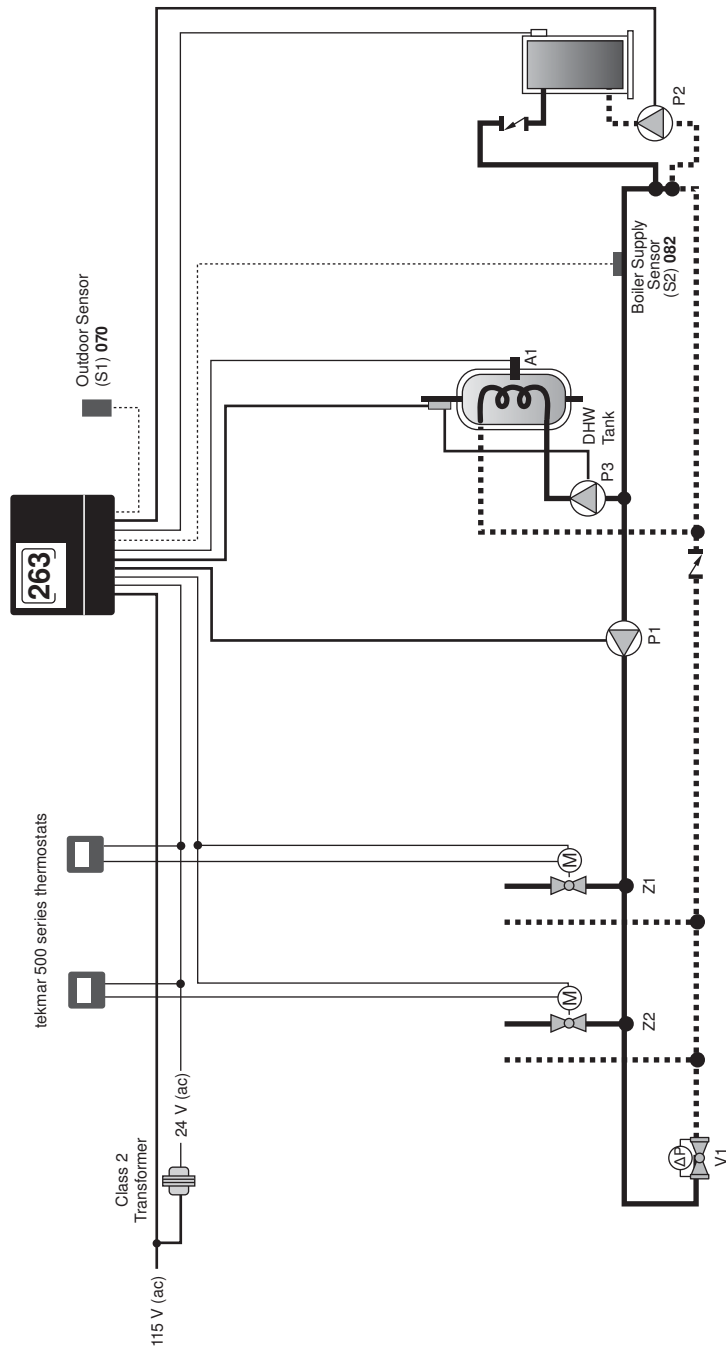 263
Outdoor Sensor
(S1) 070
tekmar 500 series thermostats
Class 2
Transformer
115 V (ac)
24 V (ac)
M
M
Z2
Z1
P1
P3
DHW
Tank
A1
Boiler Supply
Sensor
(S2) 082
P2
ΔP
V1